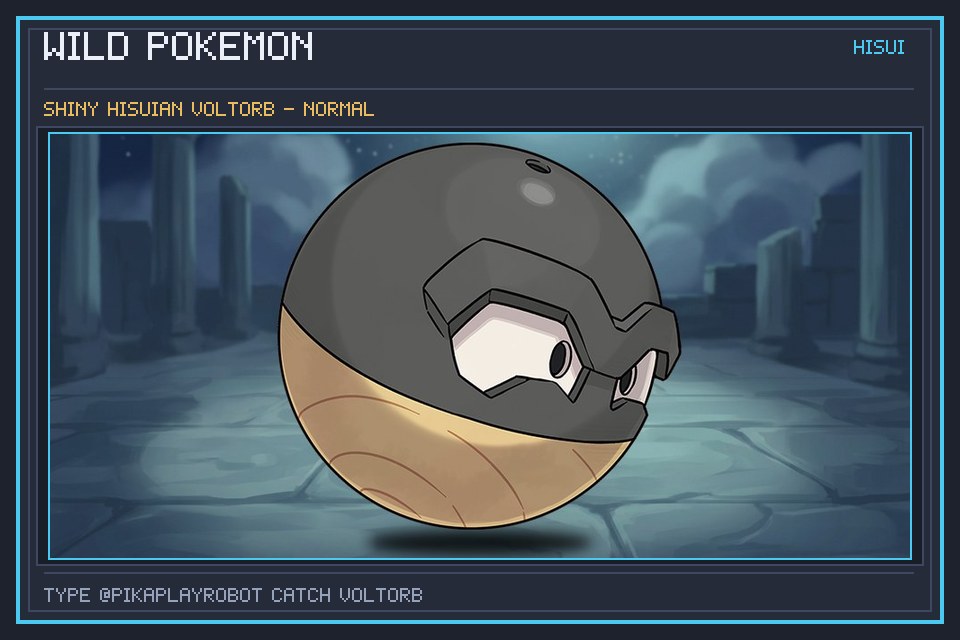 WILD POKEMON
HISUI
SHINY HISUIAN VOLTORB - NORMAL
TYPE @PIKAPLAYROBOT CATCH VOLTORB